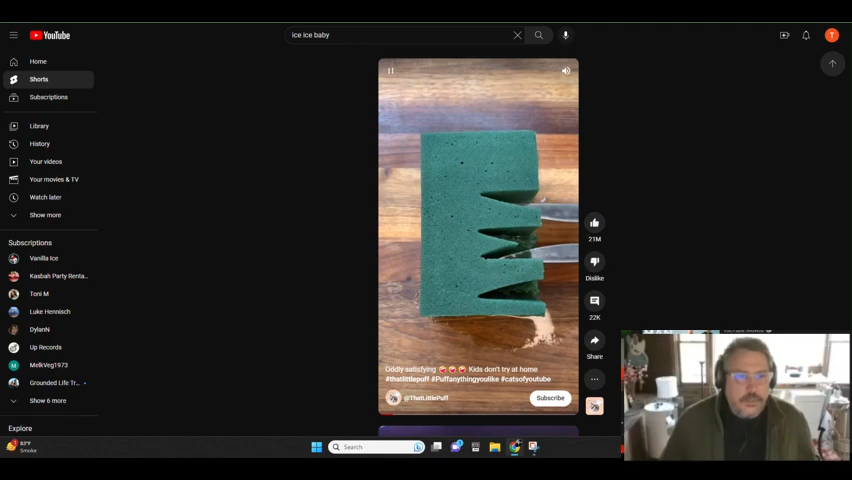 YouTube
ice ice baby
T
Home
Shorts
Subscriptions
Library
History
Your videos
Your movies & TV
Watch later
Show more
Subscriptions
Vanilla Ice
Kasbah Party Renta...
Toni M
Luke Hennisch
DylanN
Up Records
M
MelkVeg1973
Grounded Life Tr...
Show 6 more
Explore
21M
Dislike
22K
Share
Oddly satisfying 🥰🥰🥰 Kids don't try at home
#thatlittlepuff #Puffanythingyoulike #catsofyoutube
@ThatLittlePuff
Subscribe
83°F
Smoke
Search